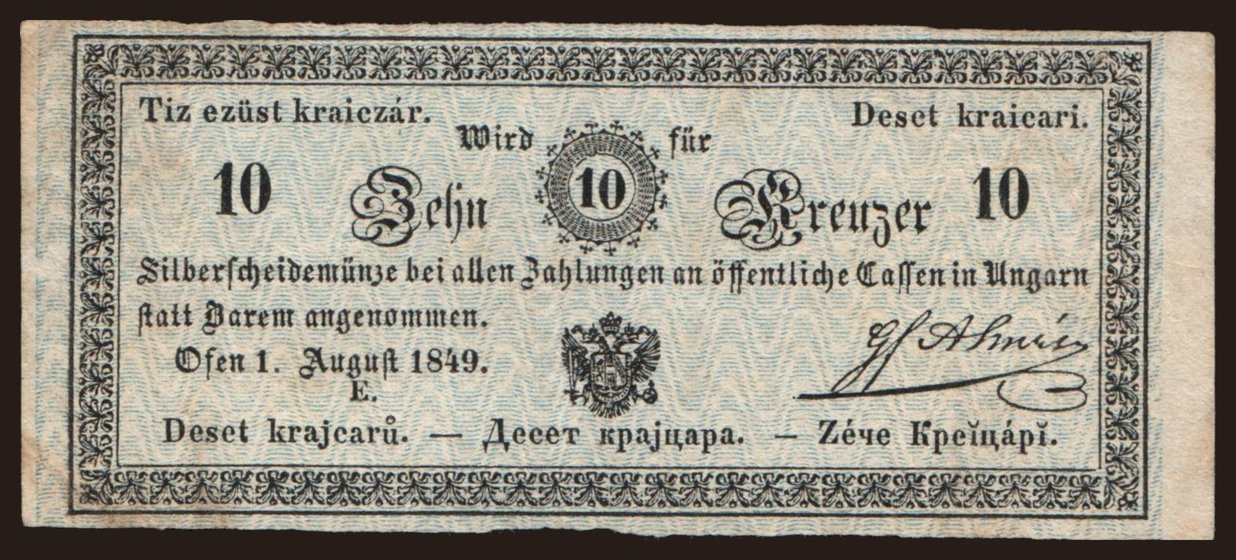 Tiz ezüst kraiczár. Deset kraicari.
Wird für
10 Zehn 10 Kreuzer 10
Silberscheidemünze bei allen Zahlungen an öffentliche Cassen in Ungarn
statt Barem angenommen.
Ofen 1. August 1849.
E.
Deset krajcarů. — Десет крајцара. — Zéче Креĭцárĭ.